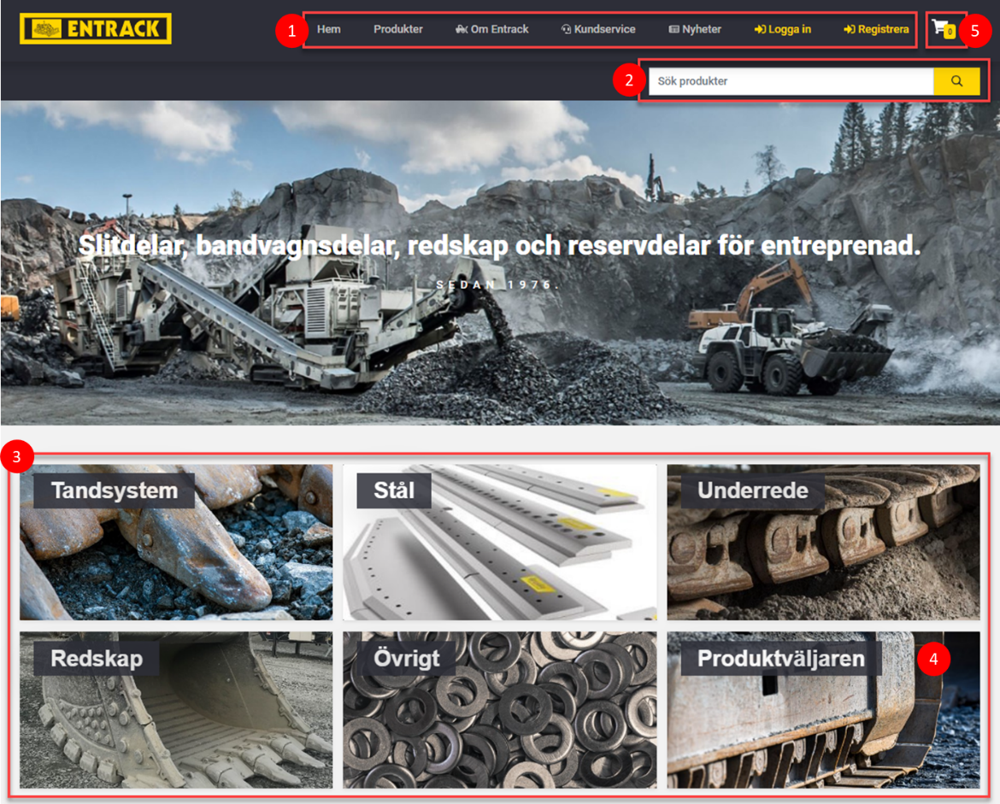 ENTRACK
1 Hem Produkter Om Entrack Kundservice Nyheter Logga in Registrera 0 5
2 Sök produkter
Slitdelar, bandvagnsdelar, redskap och reservdelar för entreprenad.
SEDAN 1976.
3
Tandsystem Stål Underrede
Redskap Övrigt Produktväljaren 4